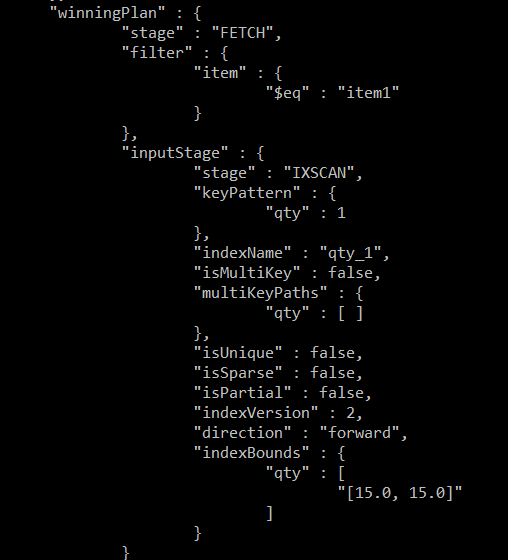 "winningPlan" : {
"stage" : "FETCH",
"filter" : {
"item" : {
"$eq" : "item1"
}
},
"inputStage" : {
"stage" : "IXSCAN",
"keyPattern" : {
"qty" : 1
},
"indexName" : "qty_1",
"isMultiKey" : false,
"multiKeyPaths" : {
"qty" : [ ]
},
"isUnique" : false,
"isSparse" : false,
"isPartial" : false,
"indexVersion" : 2,
"direction" : "forward",
"indexBounds" : {
"qty" : [
"[15.0, 15.0]"
]
}
}